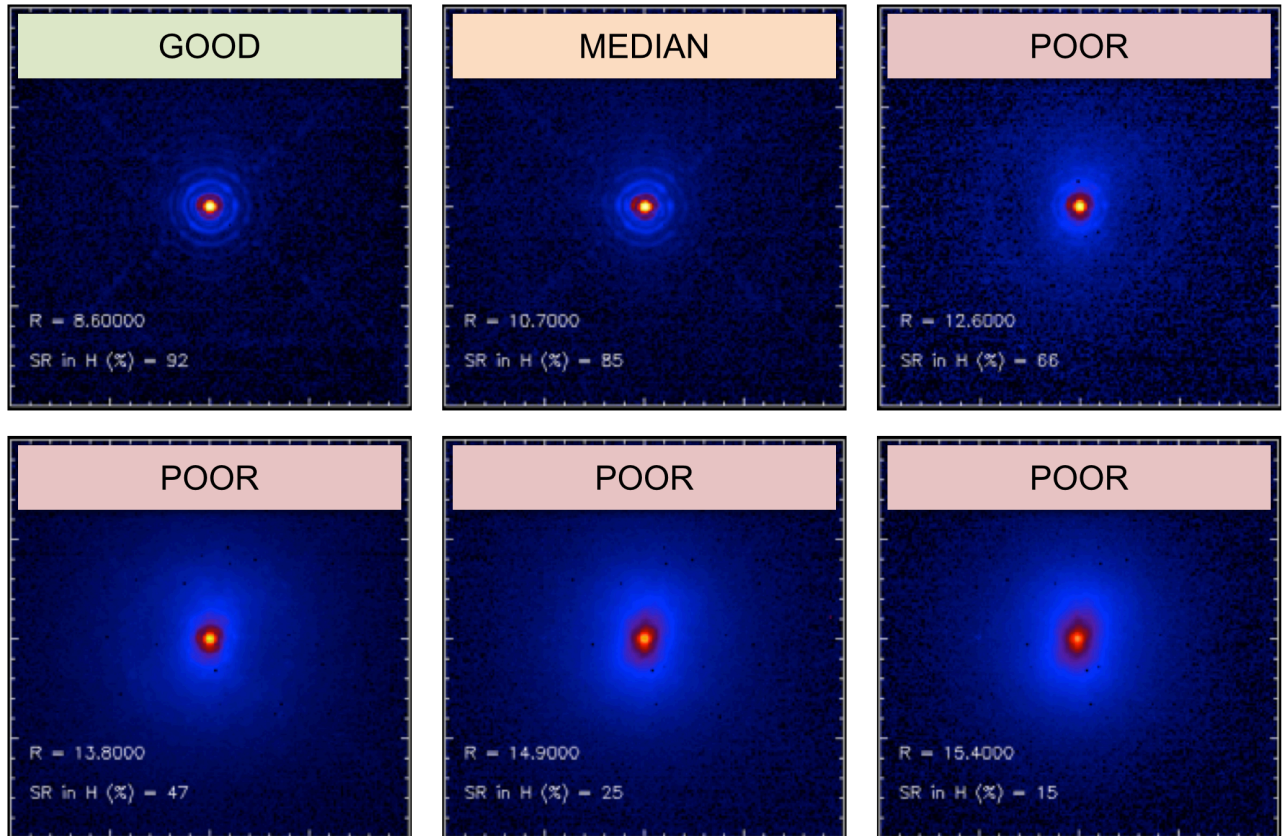 GOOD
R = 8.60000
SR in H (%) = 92
MEDIAN
R = 10.7000
SR in H (%) = 85
POOR
R = 12.6000
SR in H (%) = 66
POOR
R = 13.8000
SR in H (%) = 47
POOR
R = 14.9000
SR in H (%) = 25
POOR
R = 15.4000
SR in H (%) = 15